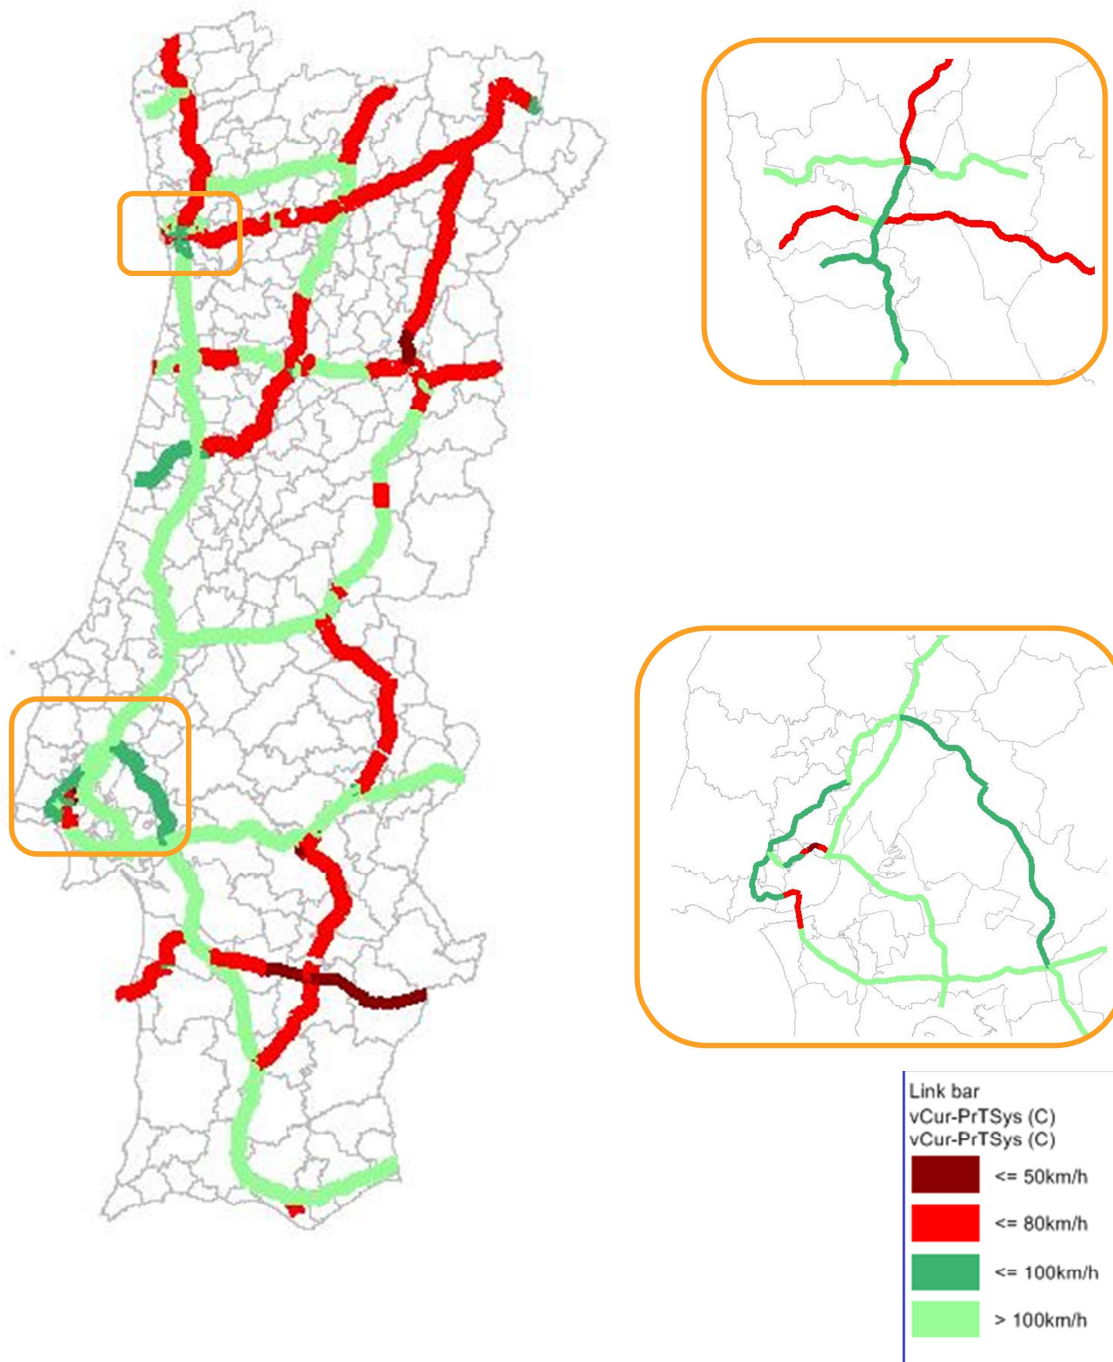 Link bar
vCur-PrTSys (C)
vCur-PrTSys (C)
<= 50km/h
<= 80km/h
<= 100km/h
> 100km/h